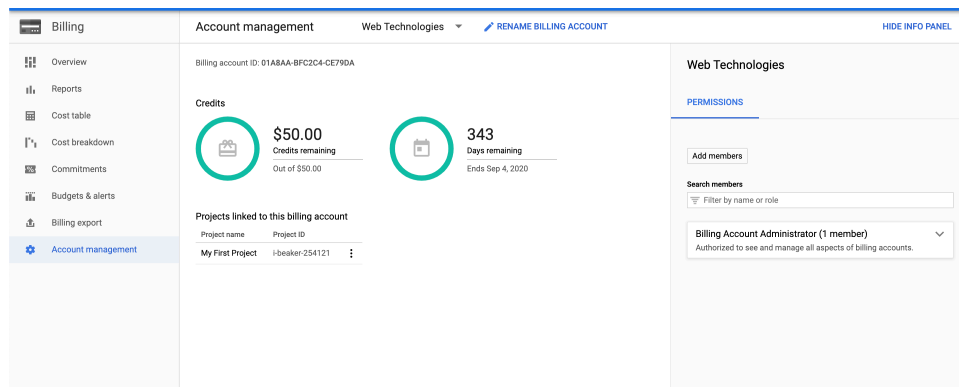 Billing
Account management
Web Technologies
RENAME BILLING ACCOUNT
HIDE INFO PANEL
Overview
Reports
Cost table
Cost breakdown
Commitments
Budgets & alerts
Billing export
Account management
Billing account ID: 01A8AA-BFC2C4-CE79DA
Credits
$50.00
Credits remaining
Out of $50.00
343
Days remaining
Ends Sep 4, 2020
Projects linked to this billing account
Project name Project ID
My First Project l-beaker-254121
Web Technologies
PERMISSIONS
Add members
Search members
Filter by name or role
Billing Account Administrator (1 member)
Authorized to see and manage all aspects of billing accounts.